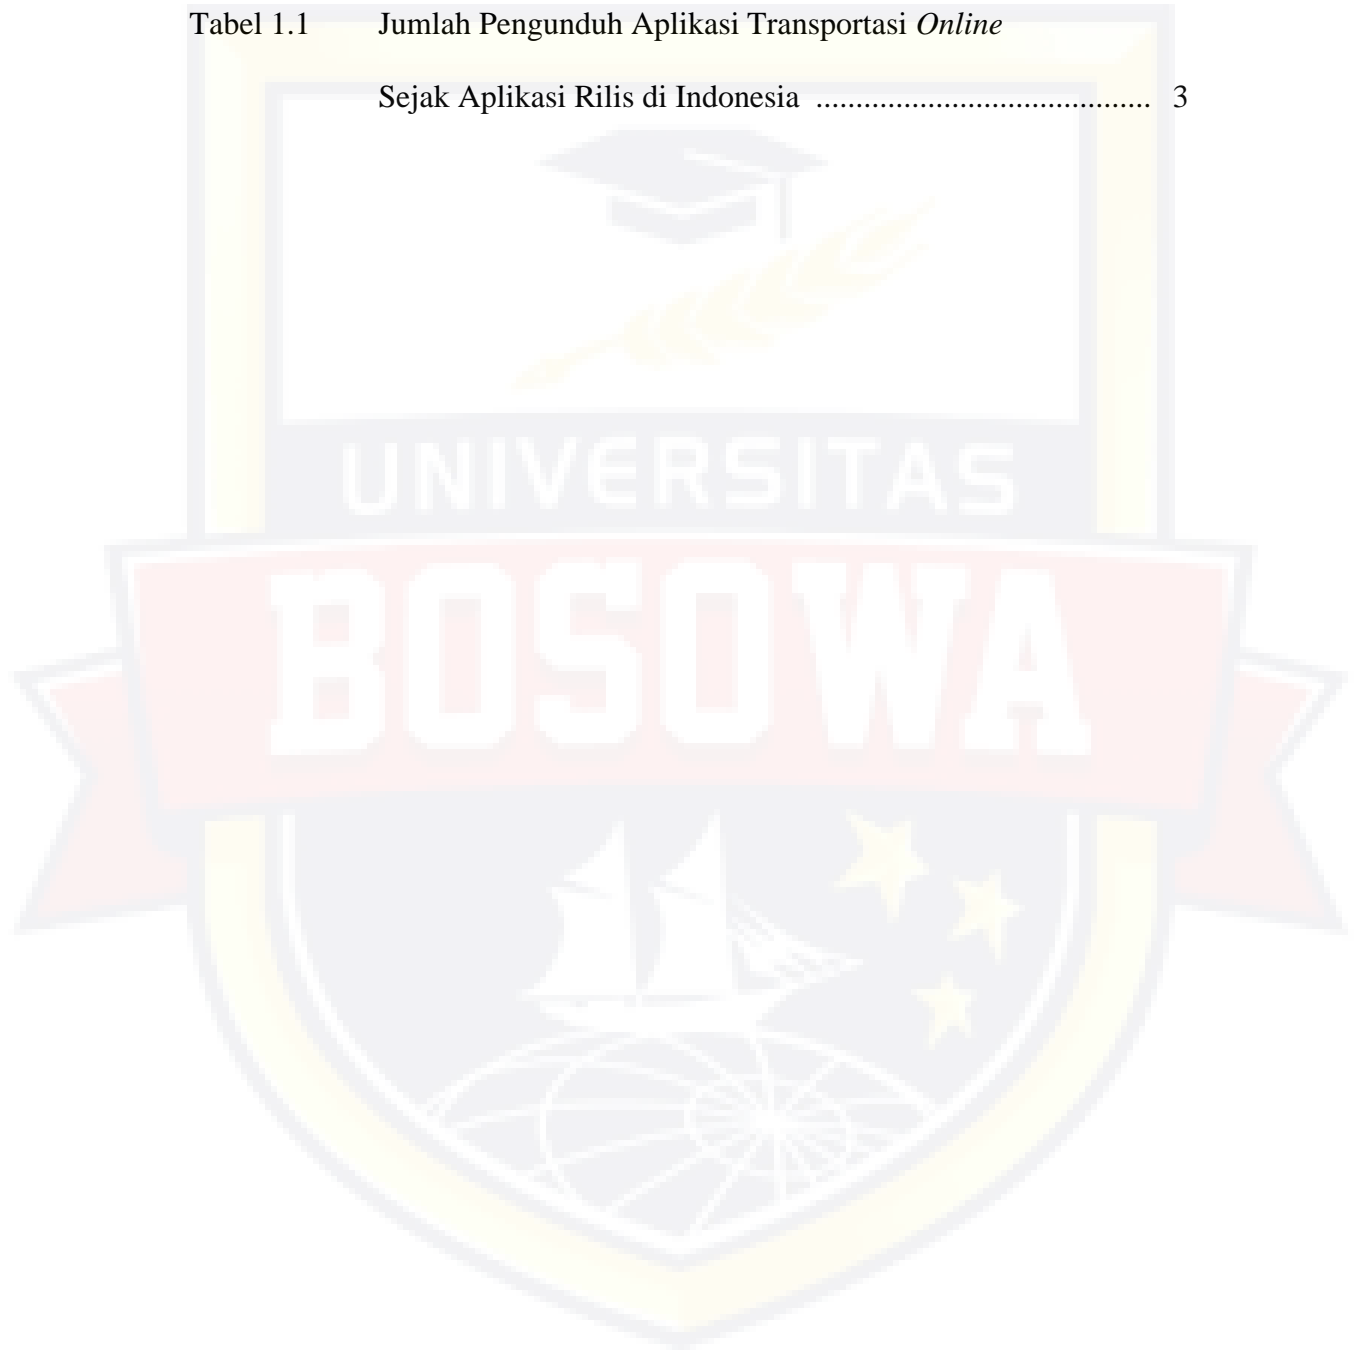 Tabel 1.1 Jumlah Pengunduh Aplikasi Transportasi Online
Sejak Aplikasi Rilis di Indonesia ...................................... 3
UNIVERSITAS
BOSOWA